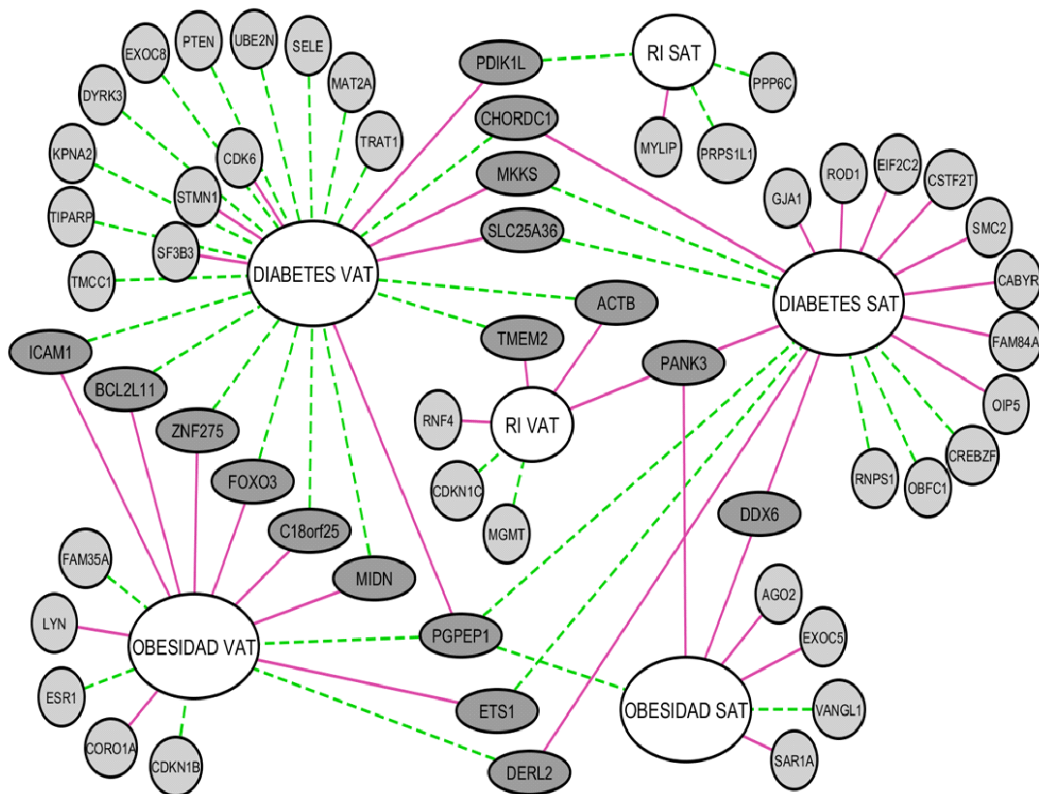 PTEN
UBE2N
SELE
EXOC8
MAT2A
DYRK3
TRAT1
KPNA2
CDK6
STMN1
TIPARP
SF3B3
TMCC1
DIABETES VAT
PDIK1L
CHORDC1
MKKS
SLC25A36
RI SAT
PPP6C
MYLIP
PRPS1L1
GJA1
ROD1
EIF2C2
CSTF2T
SMC2
CABYR
FAM84A
OIP5
CREBZF
OBFC1
RNPS1
DIABETES SAT
ACTB
TMEM2
PANK3
ICAM1
BCL2L11
ZNF275
FOXO3
C18orf25
MIDN
RNF4
RI VAT
CDKN1C
MGMT
DDX6
FAM35A
LYN
ESR1
CORO1A
CDKN1B
OBESIDAD VAT
PGPEP1
ETS1
DERL2
AGO2
EXOC5
VANGL1
SAR1A
OBESIDAD SAT